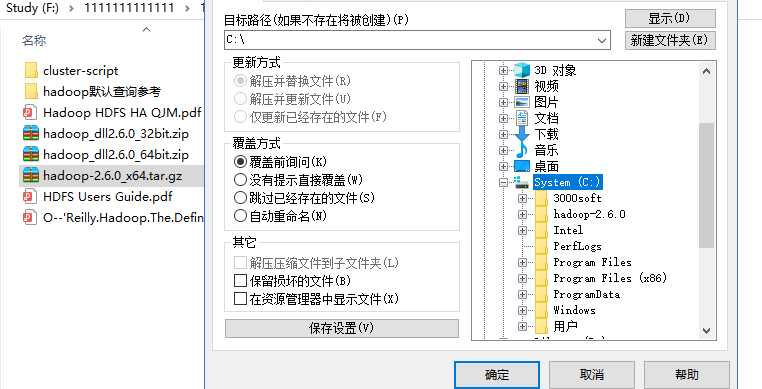 Study (F:) › 1111111111111 ›
名称
cluster-script
hadoop默认查询参考
Hadoop HDFS HA QJM.pdf
hadoop_dll2.6.0_32bit.zip
hadoop_dll2.6.0_64bit.zip
hadoop-2.6.0_x64.tar.gz
HDFS Users Guide.pdf
O--'Reilly.Hadoop.The.Defin
目标路径(如果不存在将被创建)(P)
C:\
显示(D)
新建文件夹(E)
更新方式
解压并替换文件(R)
解压并更新文件(U)
仅更新已经存在的文件(F)
覆盖方式
覆盖前询问(K)
没有提示直接覆盖(W)
跳过已经存在的文件(S)
自动重命名(N)
其它
解压压缩文件到子文件夹(L)
保留损坏的文件(B)
在资源管理器中显示文件(X)
保存设置(V)
3D 对象
视频
图片
文档
下载
音乐
桌面
System (C:)
3000soft
hadoop-2.6.0
Intel
PerfLogs
Program Files
Program Files (x86)
ProgramData
Windows
用户
确定
取消
帮助